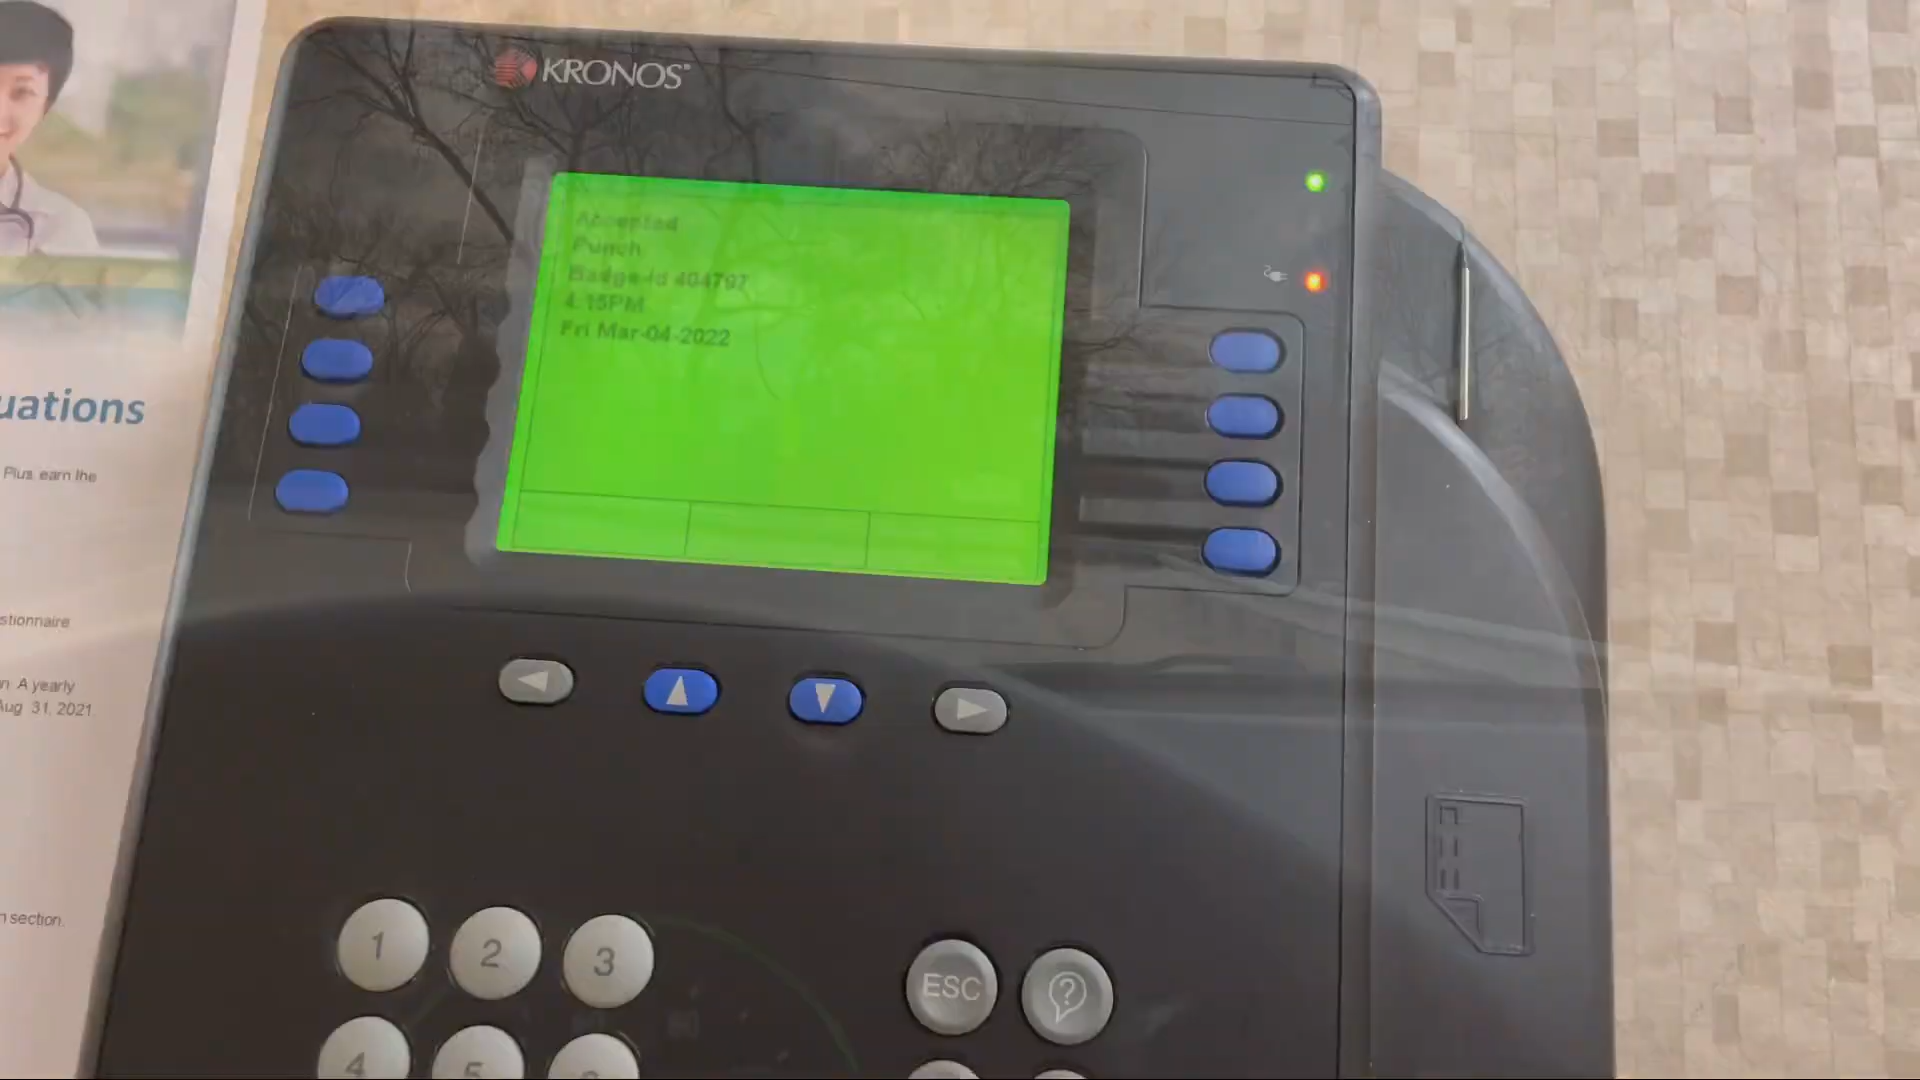 KRONOS
Accepted
Punch
Badge-Id 404797
4:15PM
Fri Mar-04-2022
uations
Plus, earn the
stionnaire
n. A yearly
Aug 31, 2021.
n section.
1 2 3
ESC ?
4 5 6